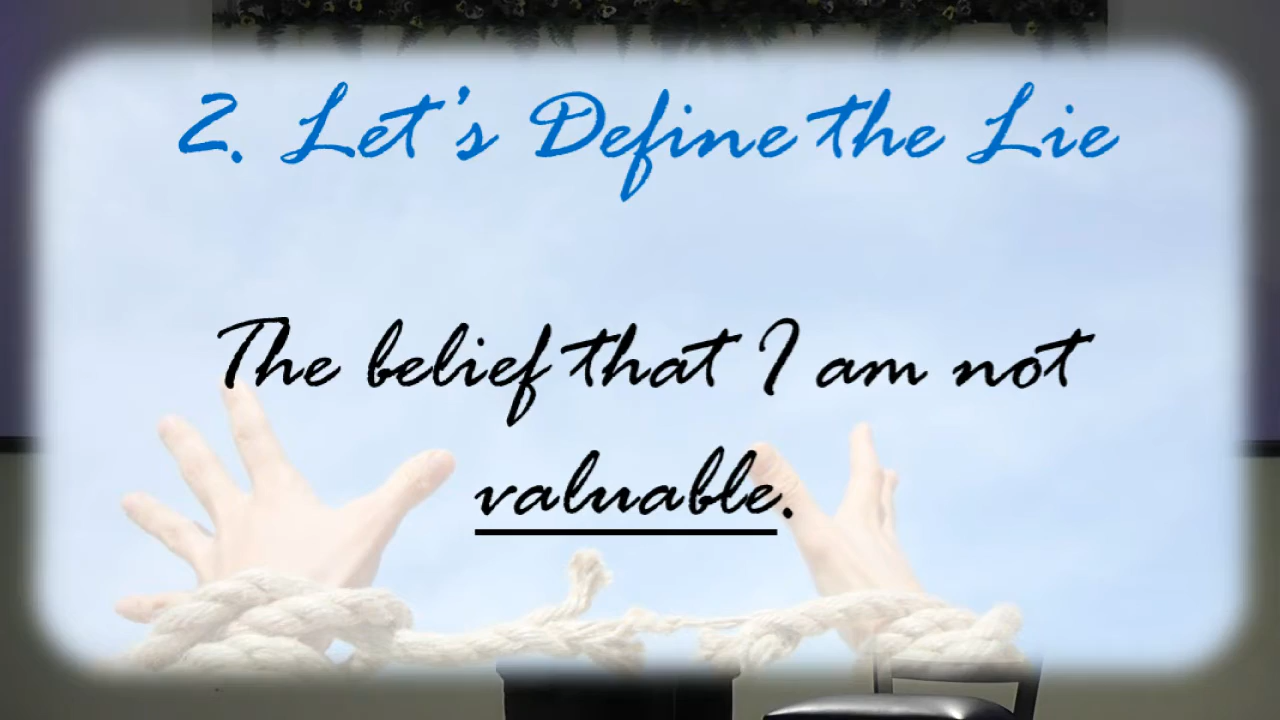 2. Let's Define the Lie
The belief that I am not
valuable.